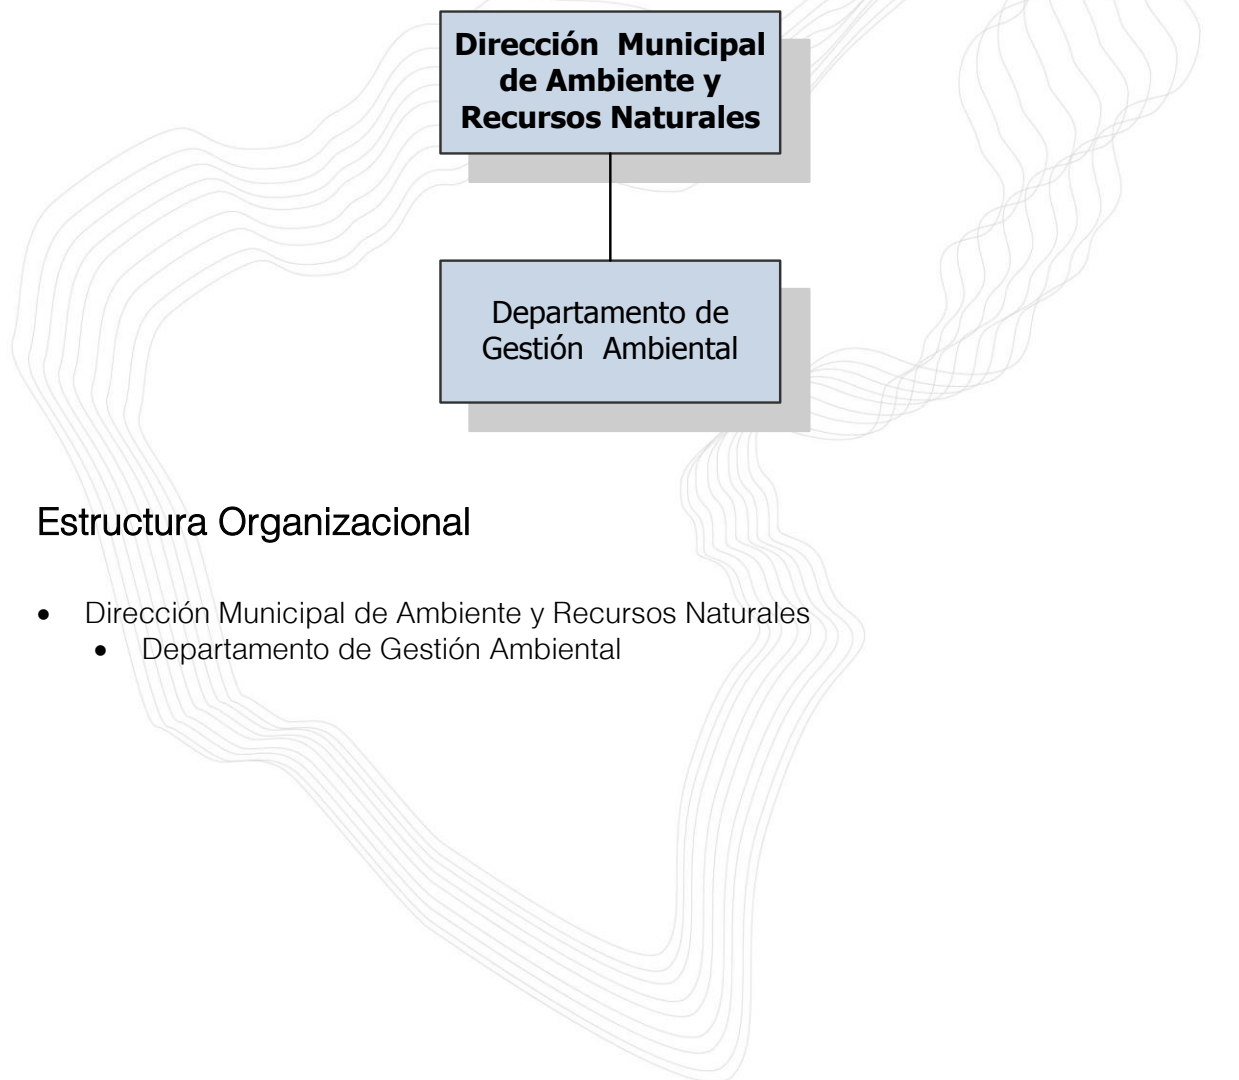 Dirección Municipal
de Ambiente y
Recursos Naturales
Departamento de
Gestión Ambiental
Estructura Organizacional
• Dirección Municipal de Ambiente y Recursos Naturales
• Departamento de Gestión Ambiental